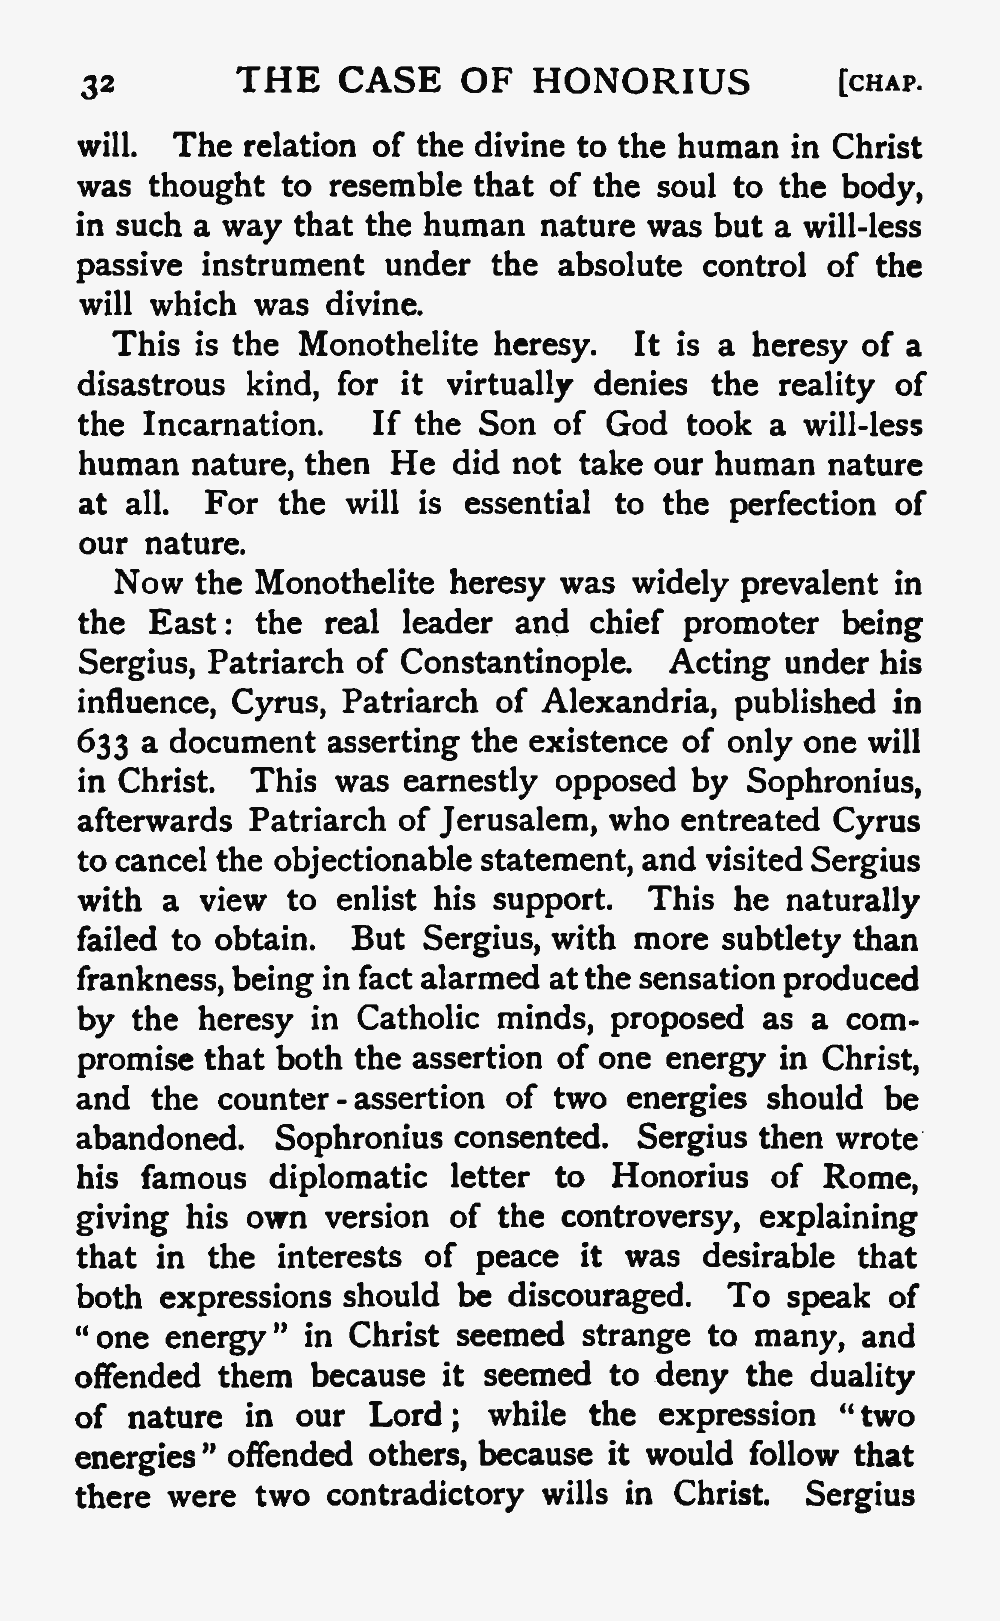 32 THE CASE OF HONORIUS [CHAP.
will. The relation of the divine to the human in Christ
was thought to resemble that of the soul to the body,
in such a way that the human nature was but a will-less
passive instrument under the absolute control of the
will which was divine.
This is the Monothelite heresy. It is a heresy of a
disastrous kind, for it virtually denies the reality of
the Incarnation. If the Son of God took a will-less
human nature, then He did not take our human nature
at all. For the will is essential to the perfection of
our nature.
Now the Monothelite heresy was widely prevalent in
the East: the real leader and chief promoter being
Sergius, Patriarch of Constantinople. Acting under his
influence, Cyrus, Patriarch of Alexandria, published in
633 a document asserting the existence of only one will
in Christ. This was earnestly opposed by Sophronius,
afterwards Patriarch of Jerusalem, who entreated Cyrus
to cancel the objectionable statement, and visited Sergius
with a view to enlist his support. This he naturally
failed to obtain. But Sergius, with more subtlety than
frankness, being in fact alarmed at the sensation produced
by the heresy in Catholic minds, proposed as a com-
promise that both the assertion of one energy in Christ,
and the counter-assertion of two energies should be
abandoned. Sophronius consented. Sergius then wrote
his famous diplomatic letter to Honorius of Rome,
giving his own version of the controversy, explaining
that in the interests of peace it was desirable that
both expressions should be discouraged. To speak of
“one energy” in Christ seemed strange to many, and
offended them because it seemed to deny the duality
of nature in our Lord; while the expression “two
energies” offended others, because it would follow that
there were two contradictory wills in Christ. Sergius